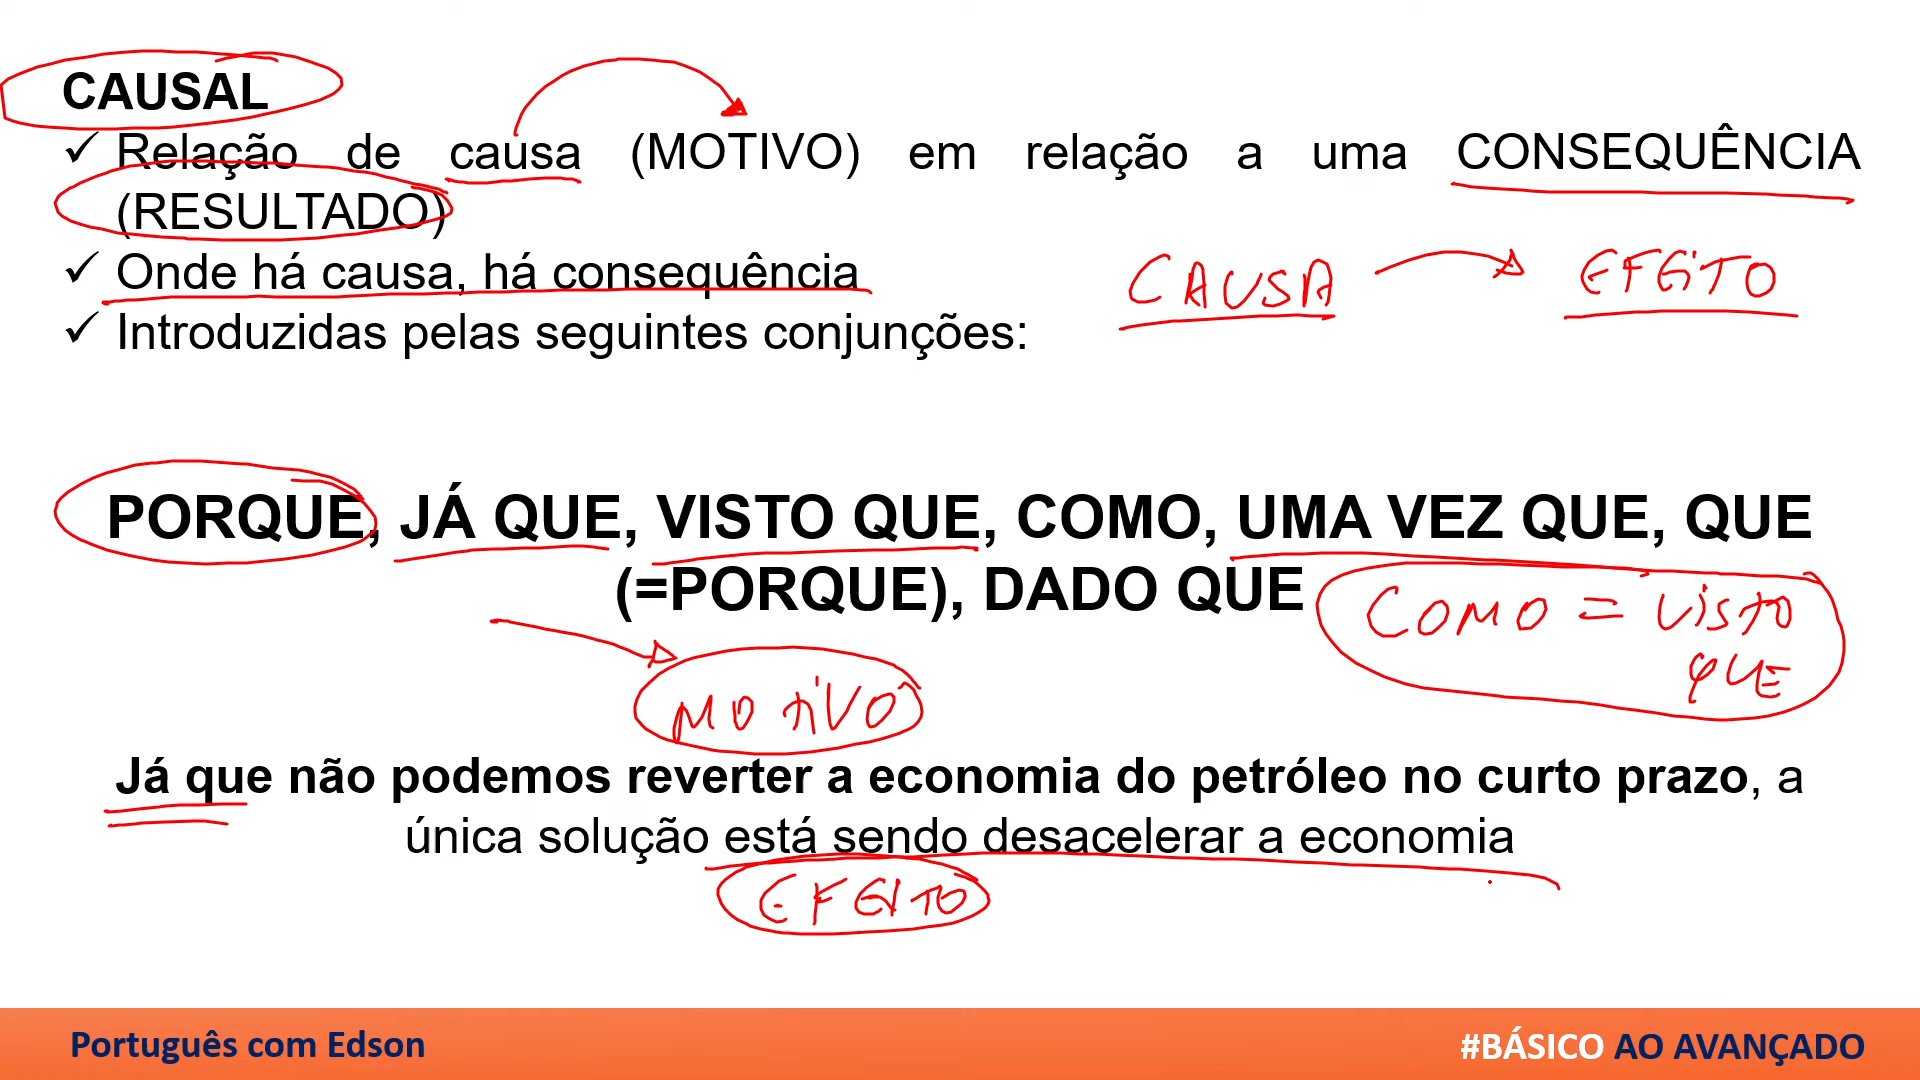 CAUSAL
✓ Relação de causa (MOTIVO) em relação a uma CONSEQUÊNCIA
(RESULTADO)
✓ Onde há causa, há consequência
CAUSA → EFEITO
✓ Introduzidas pelas seguintes conjunções:
PORQUE, JÁ QUE, VISTO QUE, COMO, UMA VEZ QUE, QUE
(=PORQUE), DADO QUE
COMO = VISTO
QUE
MOTIVO
Já que não podemos reverter a economia do petróleo no curto prazo, a
única solução está sendo desacelerar a economia
EFEITO
Português com Edson
#BÁSICO AO AVANÇADO